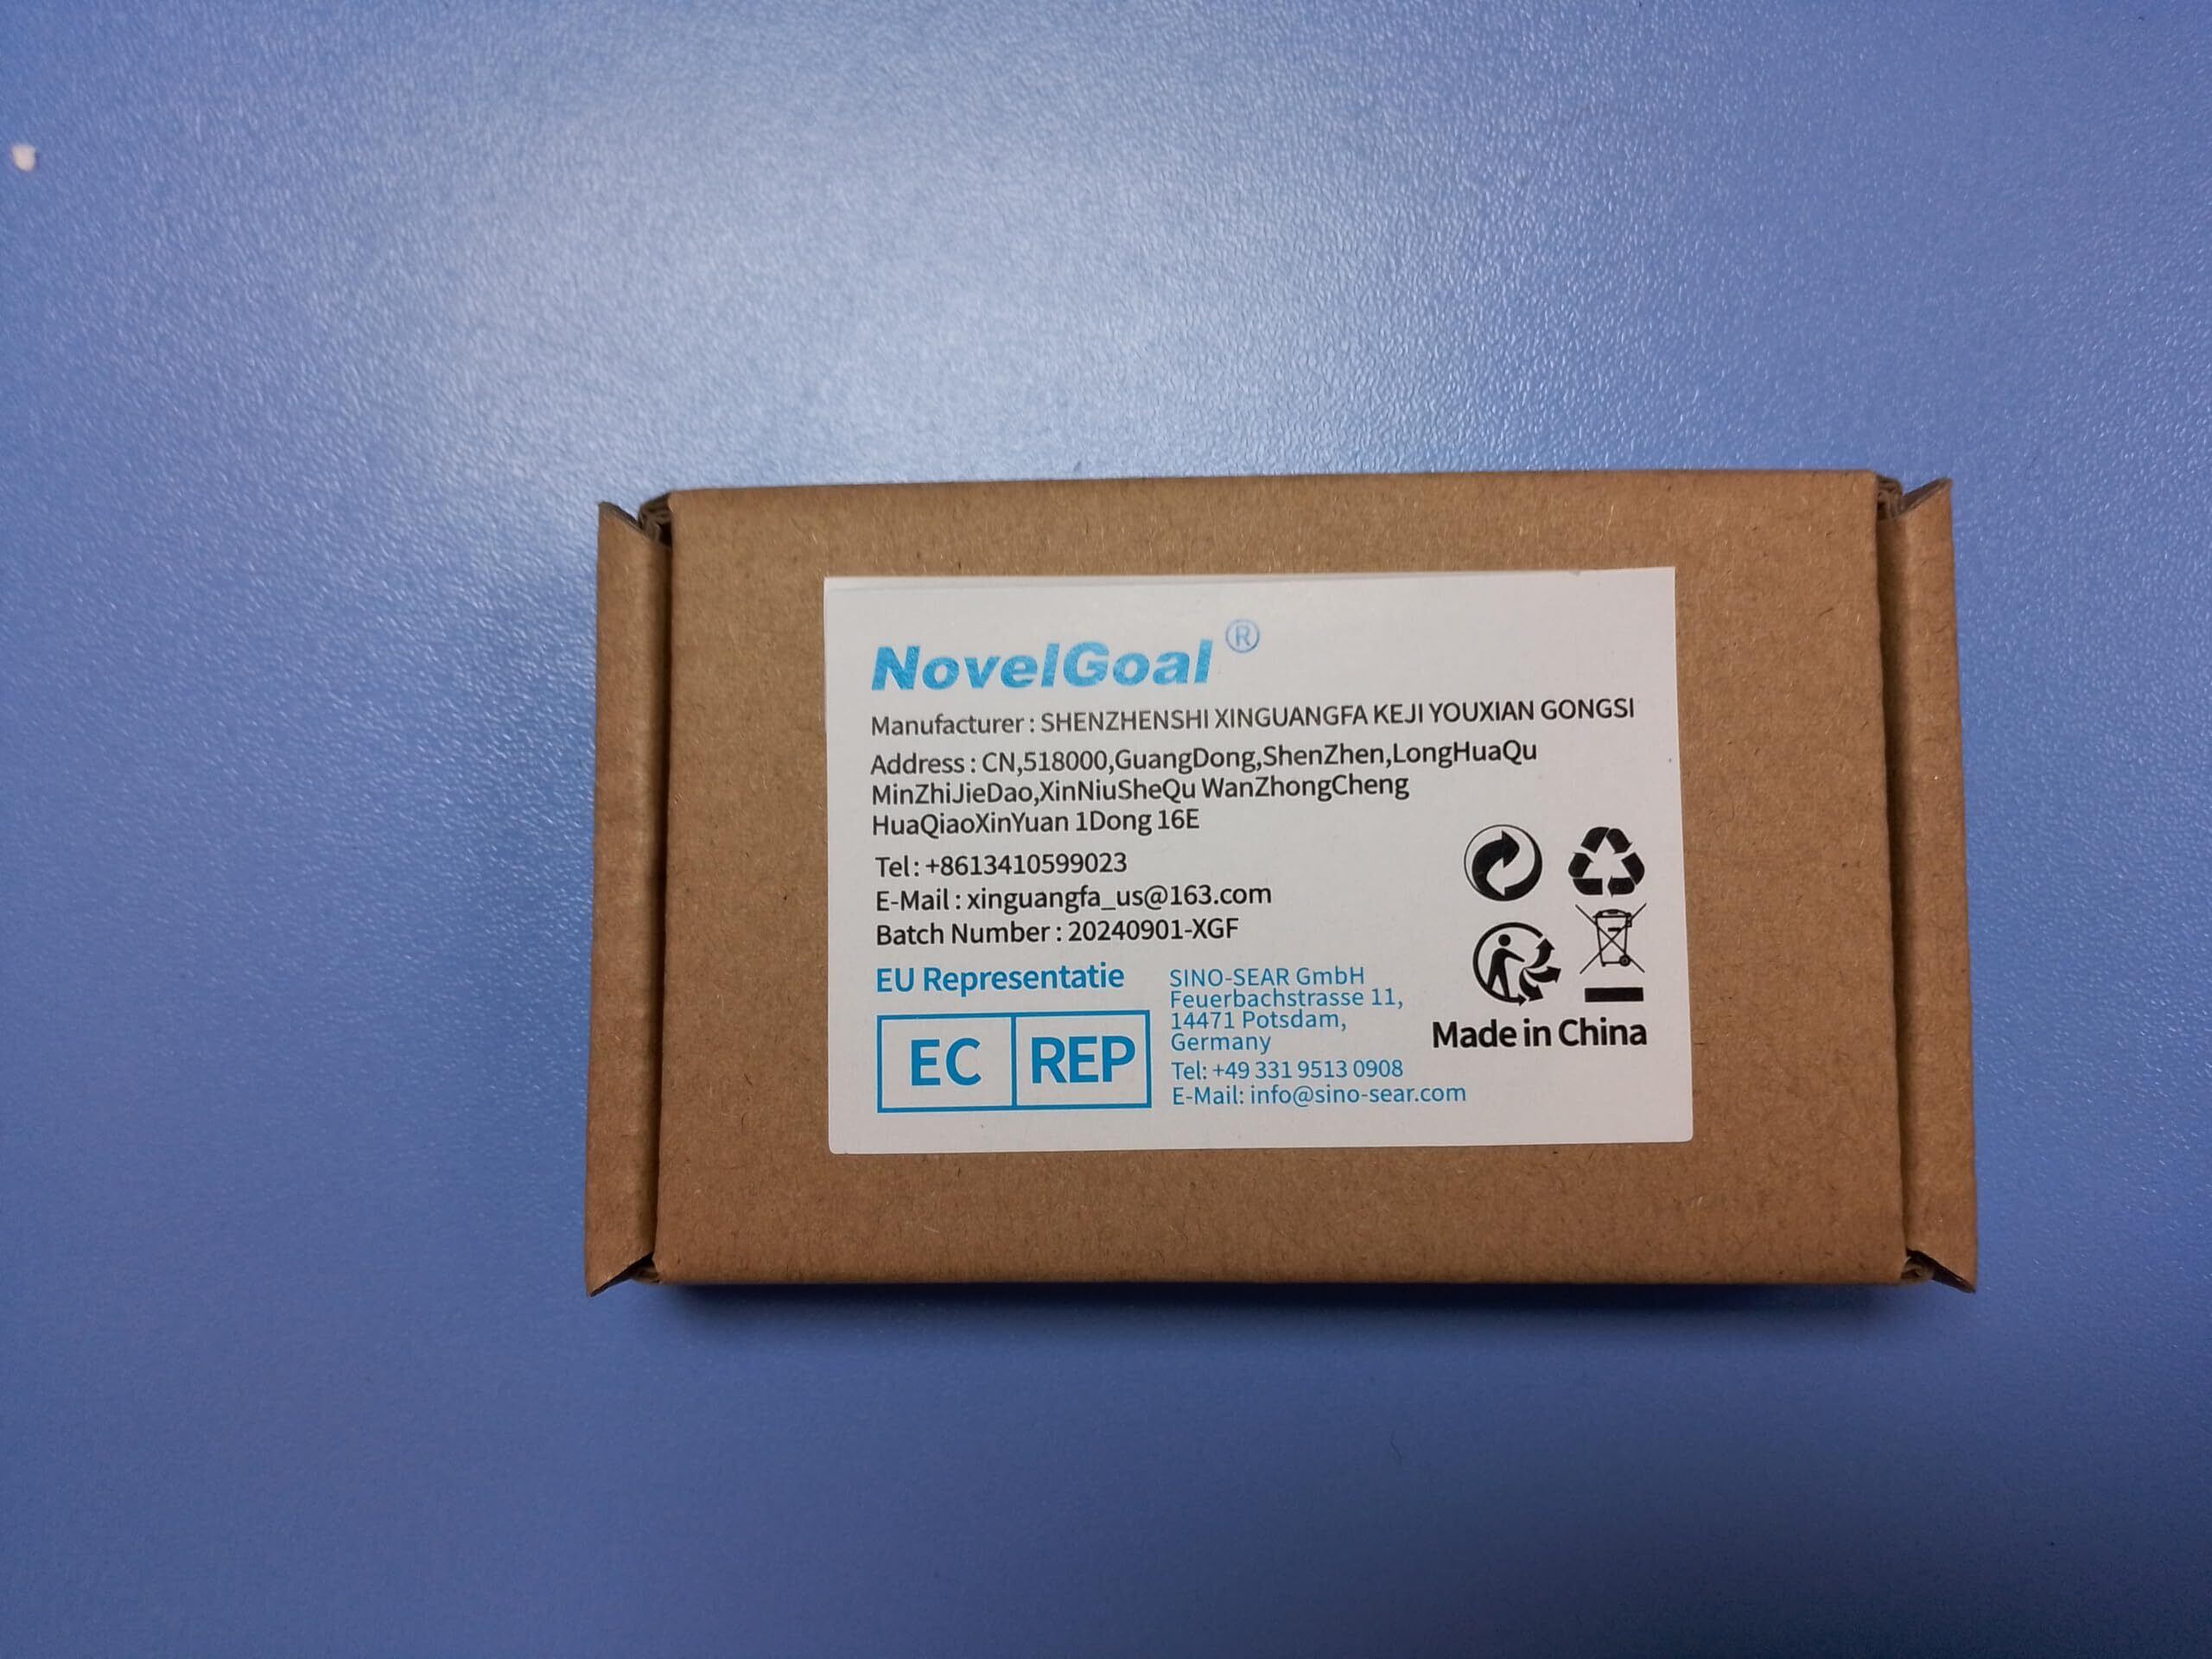 NovelGoal ®
Manufacturer : SHENZHENSHI XINGUANGFA KEJI YOUXIAN GONGSI
Address : CN,518000,GuangDong,ShenZhen,LongHuaQu
MinZhiJieDao,XinNiuSheQu WanZhongCheng
HuaQiaoXinYuan 1Dong 16E
Tel : +8613410599023
E-Mail : xinguangfa_us@163.com
Batch Number : 20240901-XGF
EU Representatie
EC REP
SINO-SEAR GmbH
Feuerbachstrasse 11,
14471 Potsdam,
Germany
Tel: +49 331 9513 0908
E-Mail: info@sino-sear.com
Made in China